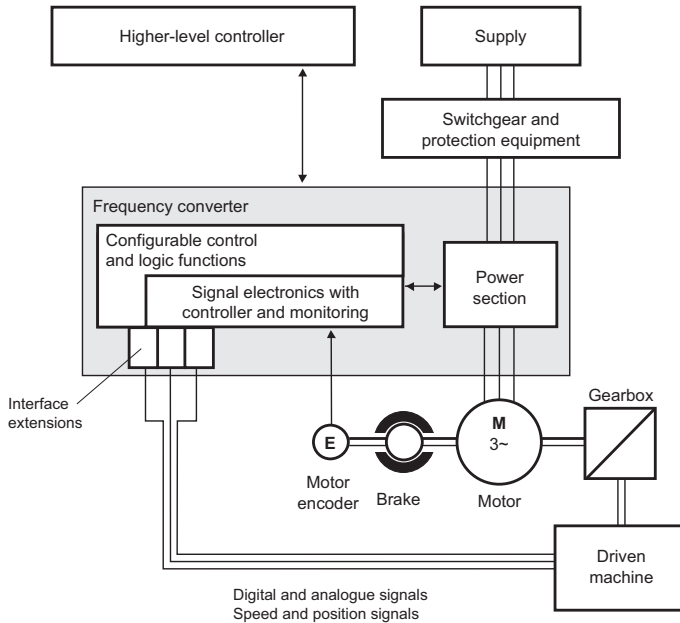 Higher-level controller
Supply
Switchgear and
protection equipment
Frequency converter
Configurable control
and logic functions
Signal electronics with
controller and monitoring
Power
section
Interface
extensions
E
Motor
encoder
Brake
M
3~
Motor
Gearbox
Driven
machine
Digital and analogue signals
Speed and position signals